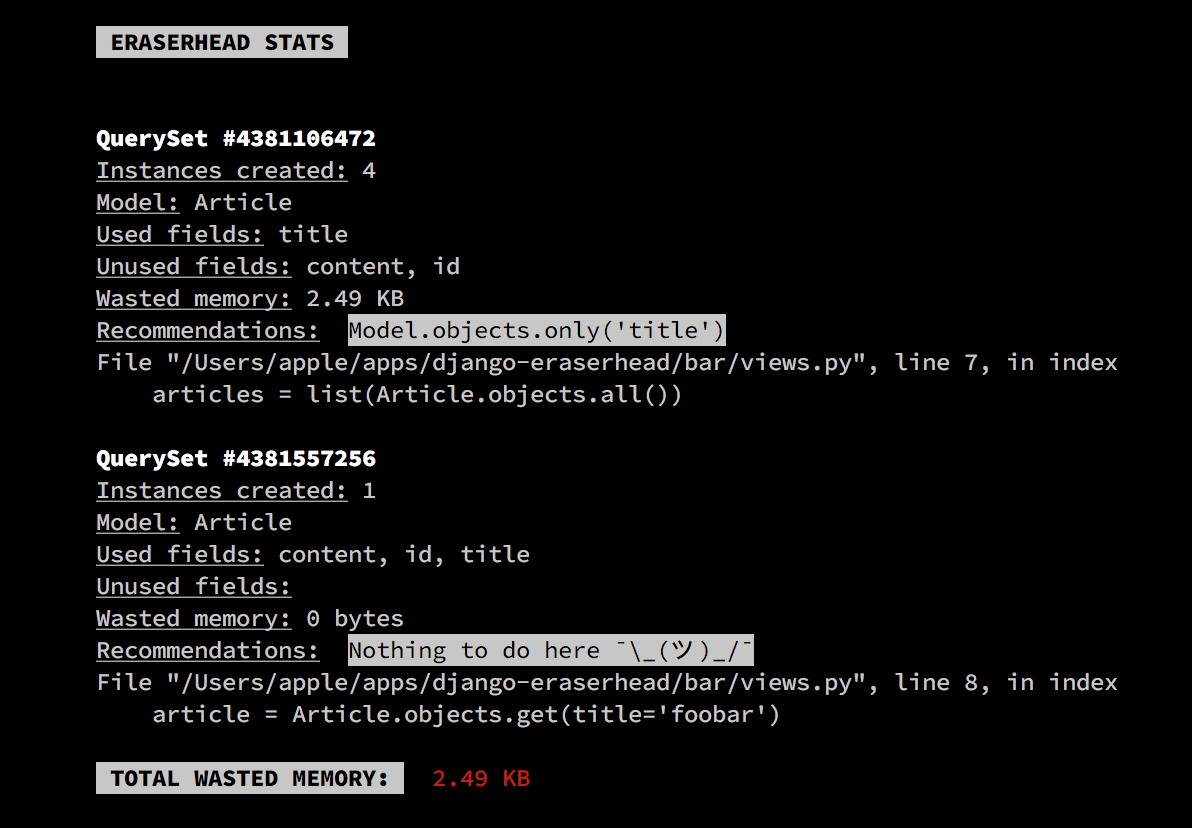 ERASERHEAD STATS
QuerySet #4381106472
Instances created: 4
Model: Article
Used fields: title
Unused fields: content, id
Wasted memory: 2.49 KB
Recommendations: Model.objects.only('title')
File "/Users/apple/apps/django-eraserhead/bar/views.py", line 7, in index
articles = list(Article.objects.all())
QuerySet #4381557256
Instances created: 1
Model: Article
Used fields: content, id, title
Unused fields:
Wasted memory: 0 bytes
Recommendations: Nothing to do here ¯\_(ツ)_/¯
File "/Users/apple/apps/django-eraserhead/bar/views.py", line 8, in index
article = Article.objects.get(title='foobar')
TOTAL WASTED MEMORY: 2.49 KB